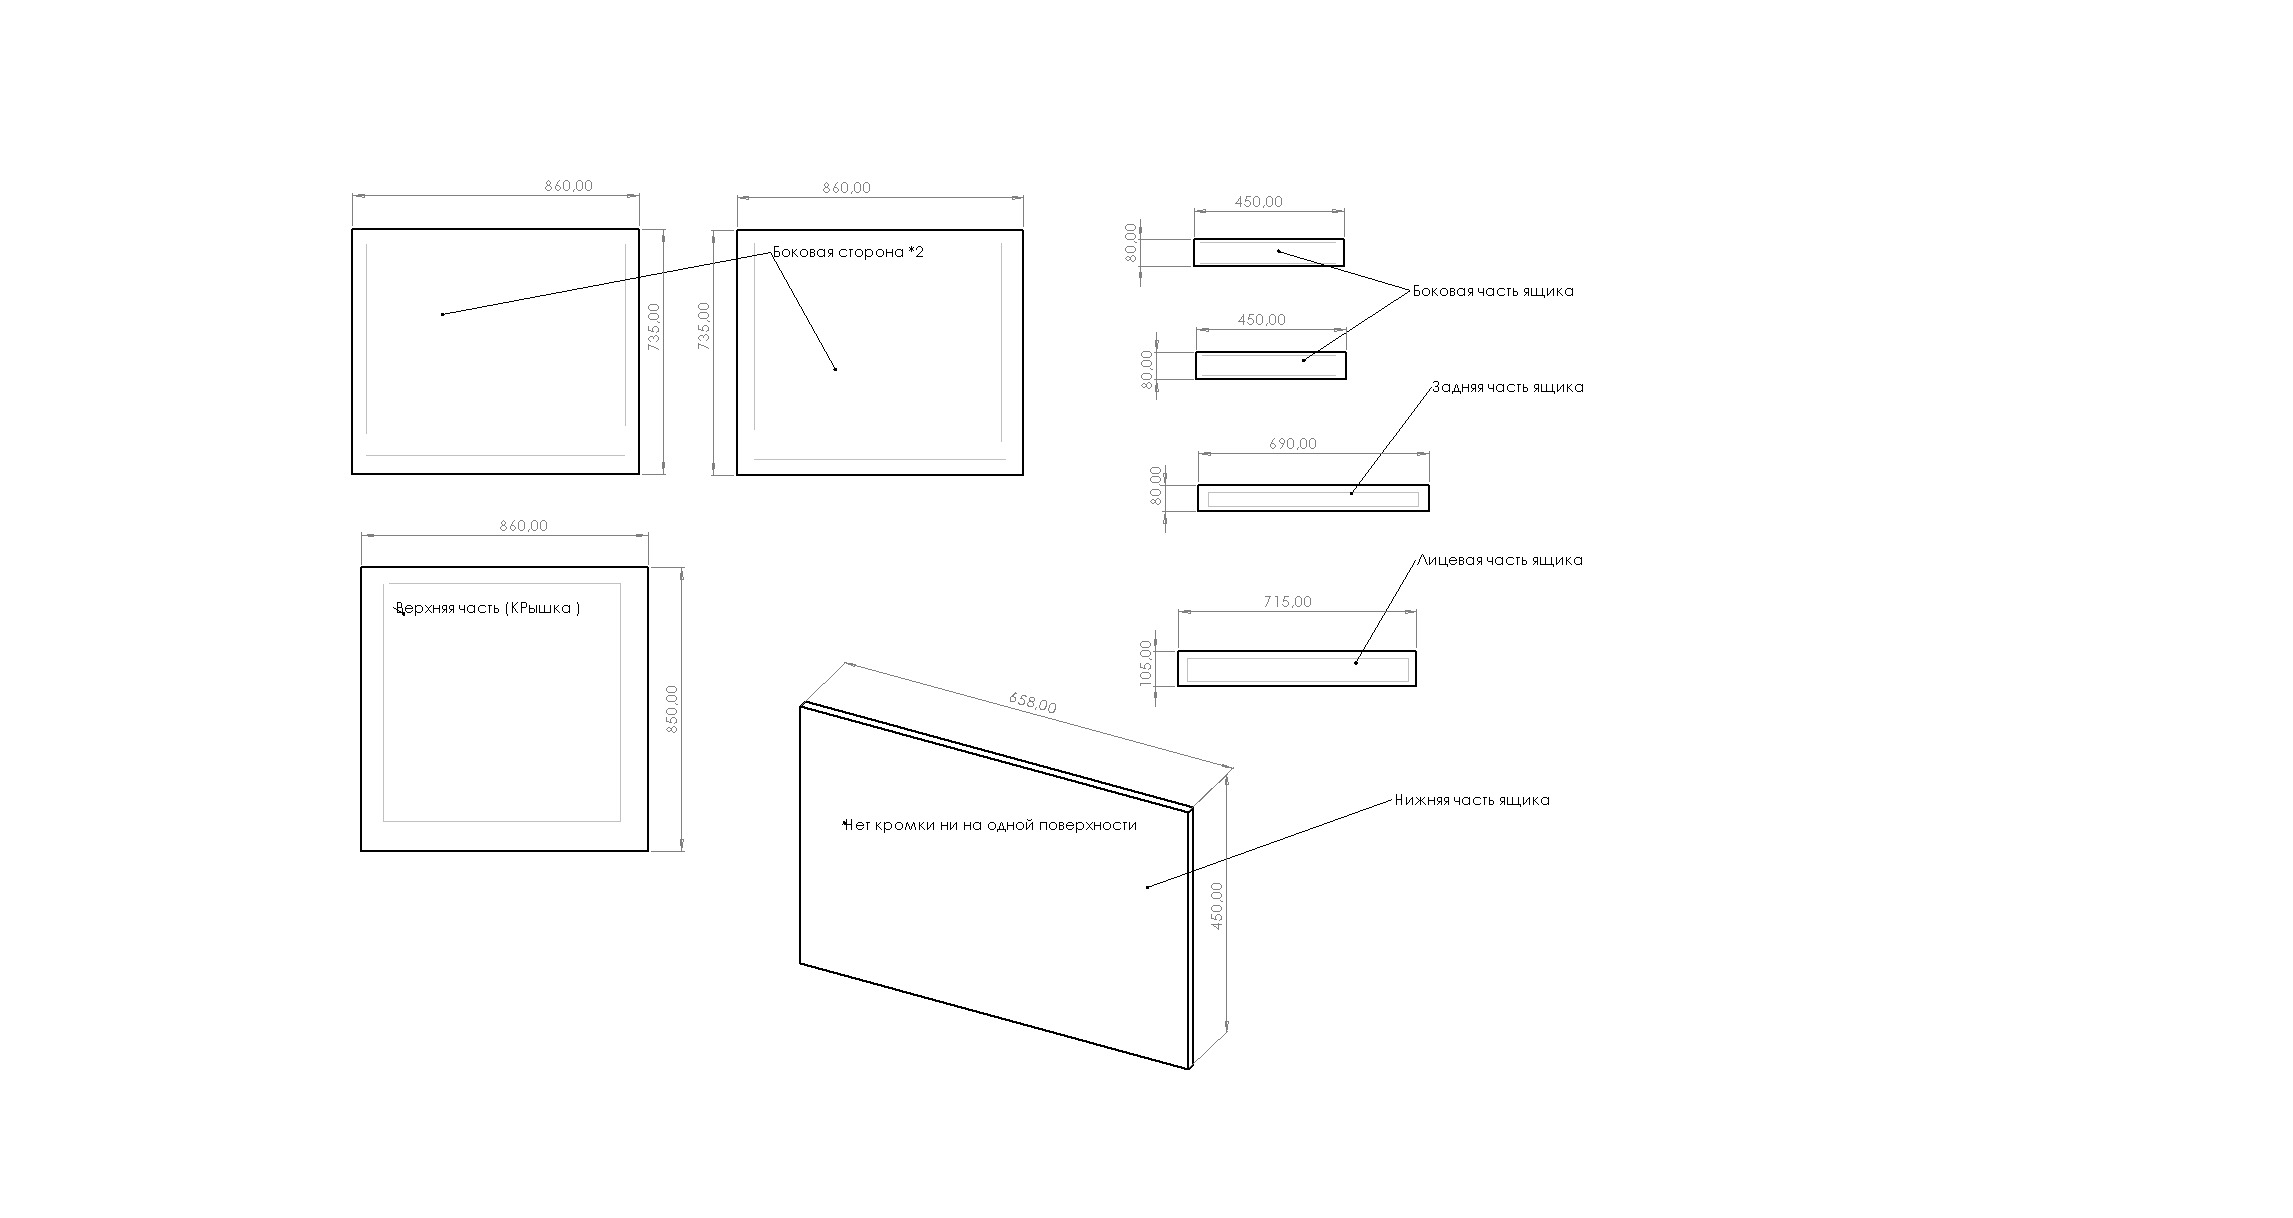 860,00
860,00
450,00
80,00
Боковая сторона *2
Боковая часть ящика
735,00
735,00
450,00
80,00
Задняя часть ящика
690,00
80,00
860,00
Лицевая часть ящика
715,00
105,00
Верхняя часть (КРышка )
850,00
658,00
Нижняя часть ящика
*Нет кромки ни на одной поверхности
450,00